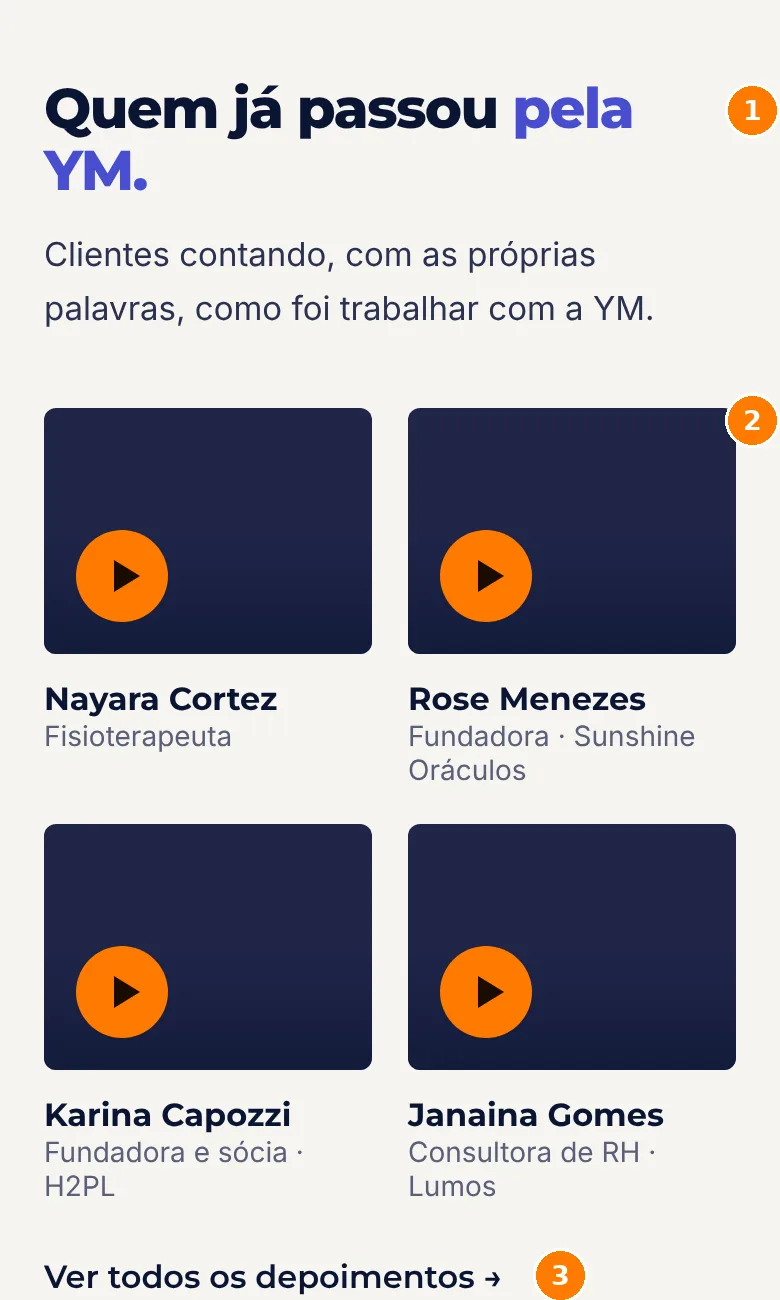 Quem já passou pela 1
YM.
Clientes contando, com as próprias
palavras, como foi trabalhar com a YM.
2
Nayara Cortez
Fisioterapeuta
Rose Menezes
Fundadora · Sunshine
Oráculos
Karina Capozzi
Fundadora e sócia ·
H2PL
Janaina Gomes
Consultora de RH ·
Lumos
Ver todos os depoimentos → 3